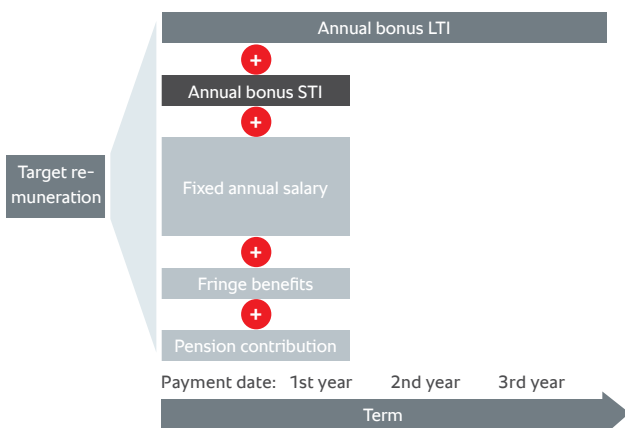 Annual bonus LTI
+
Annual bonus STI
+
Target re-
muneration
Fixed annual salary
+
Fringe benefits
+
Pension contribution
Payment date: 1st year 2nd year 3rd year
Term